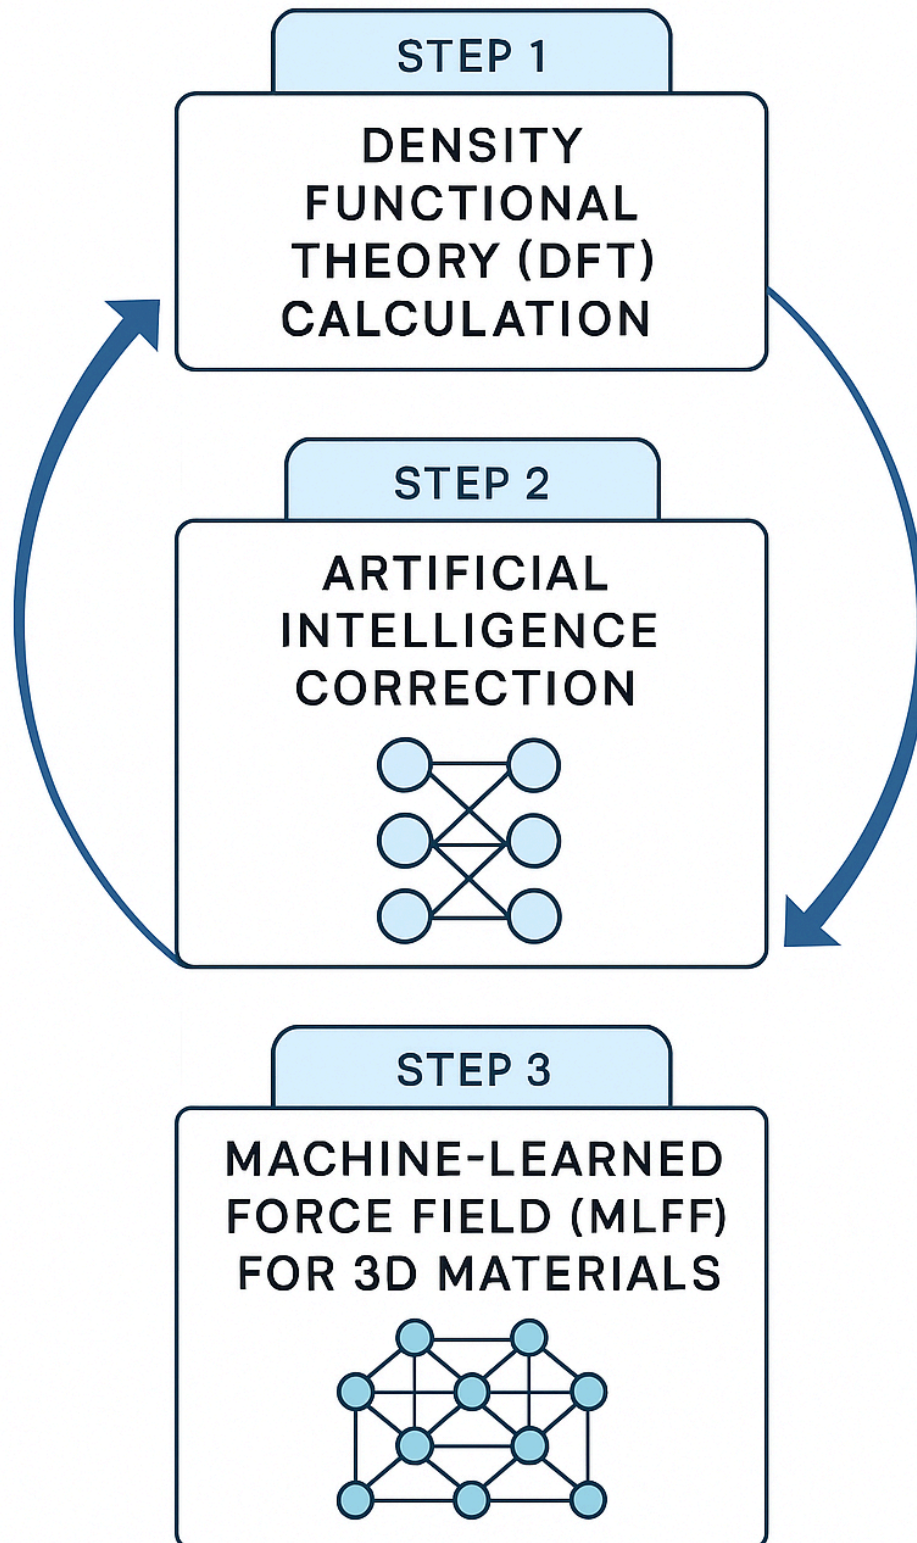 STEP 1
DENSITY
FUNCTIONAL
THEORY (DFT)
CALCULATION
STEP 2
ARTIFICIAL
INTELLIGENCE
CORRECTION
STEP 3
MACHINE-LEARNED
FORCE FIELD (MLFF)
FOR 3D MATERIALS